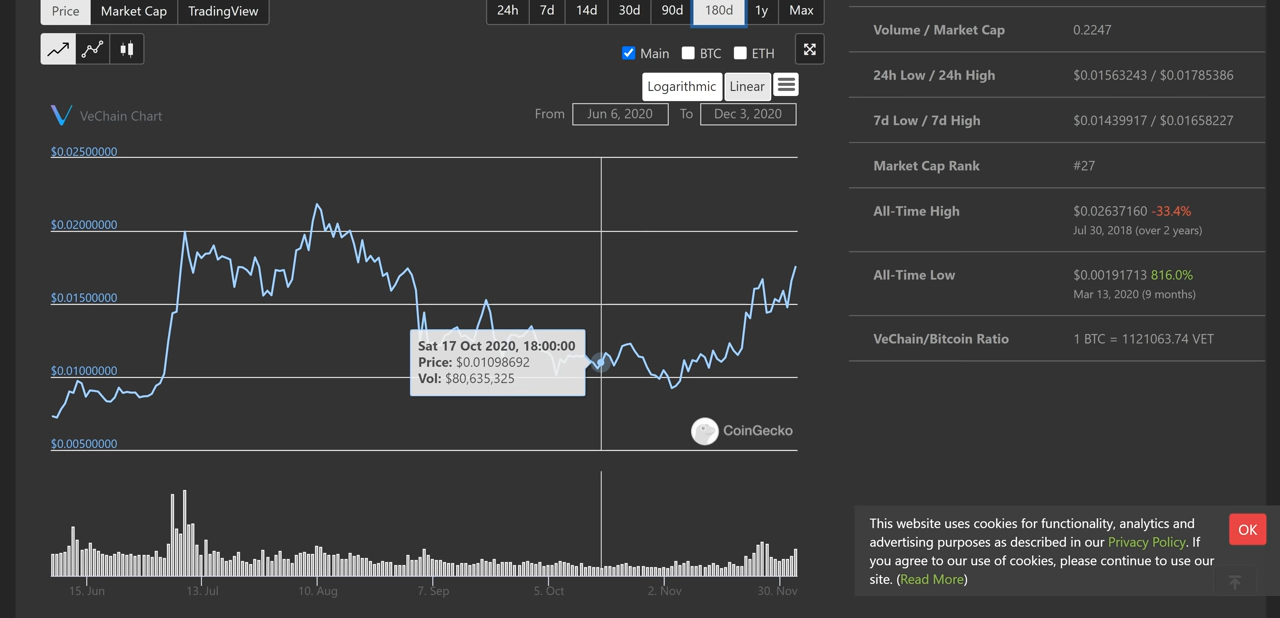 Price Market Cap TradingView 24h 7d 14d 30d 90d 180d 1y Max
Main BTC ETH
Logarithmic Linear
VeChain Chart From Jun 6, 2020 To Dec 3, 2020
$0.02500000
$0.02000000
$0.01500000
$0.01000000
$0.00500000
Sat 17 Oct 2020, 18:00:00
Price: $0.01098692
Vol: $80,635,325
CoinGecko
15. Jun 13. Jul 10. Aug 7. Sep 5. Oct 2. Nov 30. Nov
Volume / Market Cap 0.2247
24h Low / 24h High $0.01563243 / $0.01785386
7d Low / 7d High $0.01439917 / $0.01658227
Market Cap Rank #27
All-Time High $0.02637160 -33.4%
Jul 30, 2018 (over 2 years)
All-Time Low $0.00191713 816.0%
Mar 13, 2020 (9 months)
VeChain/Bitcoin Ratio 1 BTC = 1121063.74 VET
This website uses cookies for functionality, analytics and
advertising purposes as described in our Privacy Policy. If
you agree to our use of cookies, please continue to use our
site. (Read More)
OK